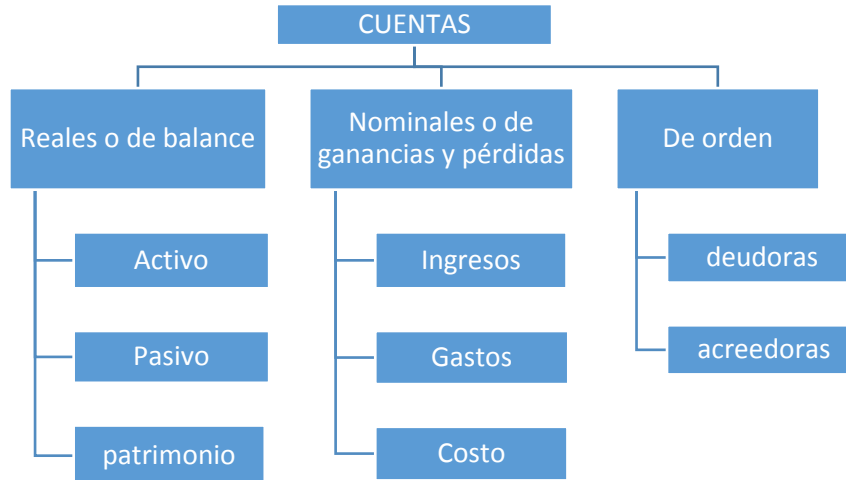 CUENTAS
Reales o de balance
Nominales o de
ganancias y pérdidas
De orden
Activo
Ingresos
deudoras
Pasivo
Gastos
acreedoras
patrimonio
Costo